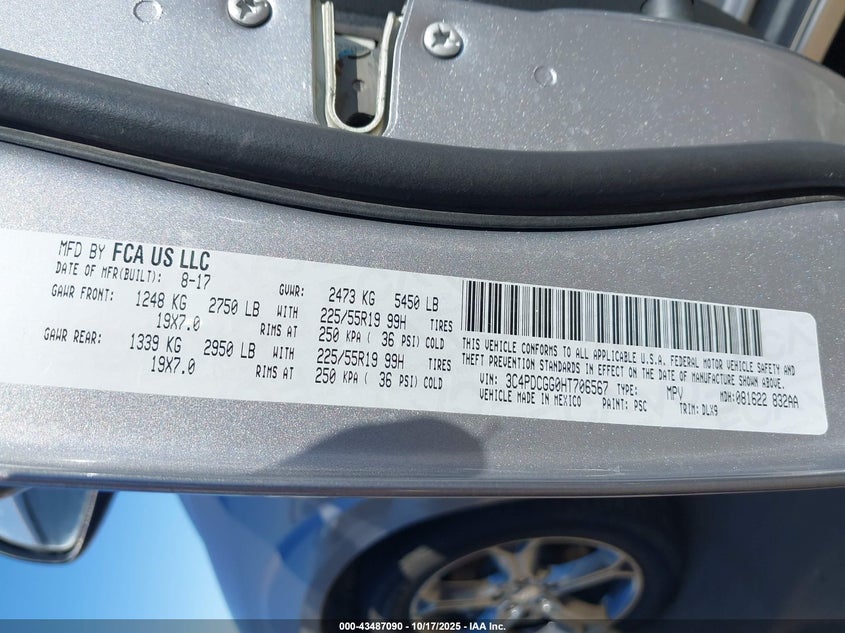 MFD BY FCA US LLC
DATE OF MFR(BUILT): 8-17 GVWR: 2473 KG 5450 LB
GAWR FRONT: 1248 KG 2750 LB WITH 225/55R19 99H TIRES
19X7.0 RIMS AT 250 KPA ( 36 PSI) COLD
GAWR REAR: 1339 KG 2950 LB WITH 225/55R19 99H TIRES
19X7.0 RIMS AT 250 KPA ( 36 PSI) COLD
THIS VEHICLE CONFORMS TO ALL APPLICABLE U.S.A. FEDERAL MOTOR VEHICLE SAFETY AND
THEFT PREVENTION STANDARDS IN EFFECT ON THE DATE OF MANUFACTURE SHOWN ABOVE.
VIN: 3C4PDCGG0HT706567 TYPE: MPV MDH: 081622 832AA
VEHICLE MADE IN MEXICO PAINT: PSC TRIM: DLX9
000-43487090 - 10/17/2025 - IAA Inc.